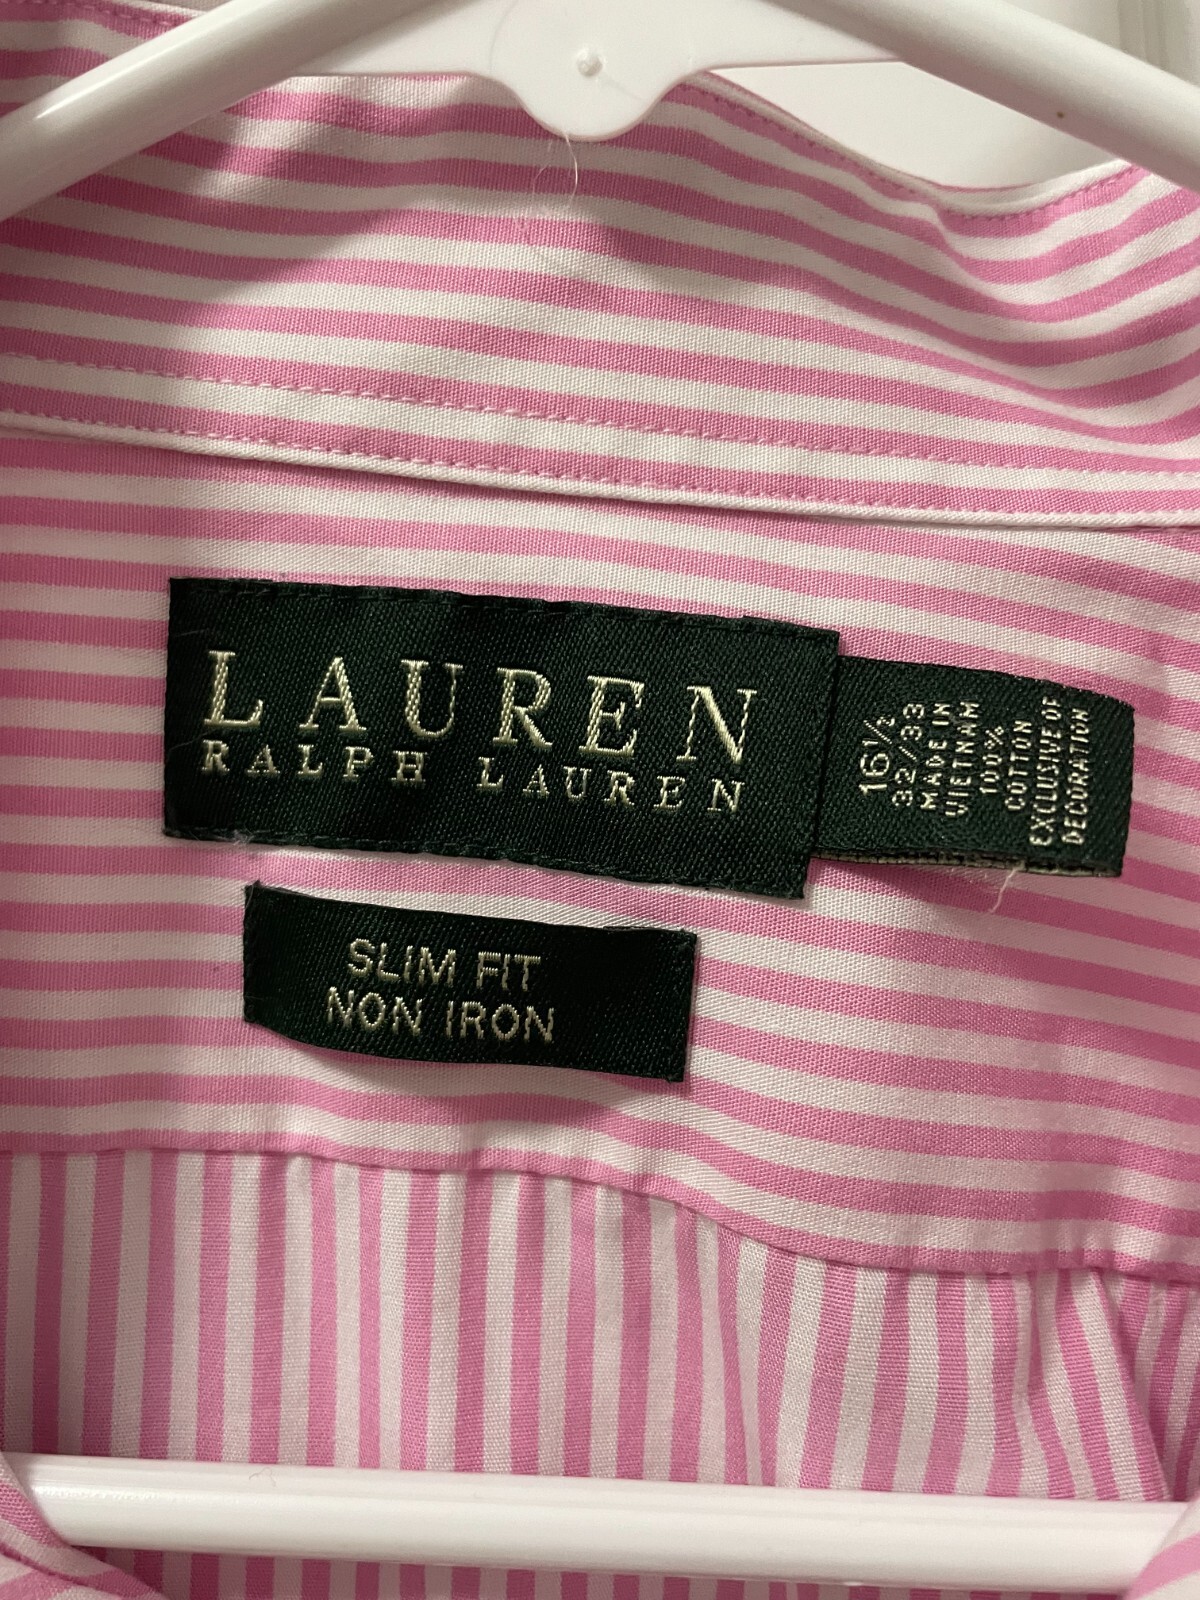 LAUREN
RALPH LAUREN
16½
32/33
MADE IN
VIETNAM
100%
COTTON
EXCLUSIVE OF
DECORATION
SLIM FIT
NON IRON